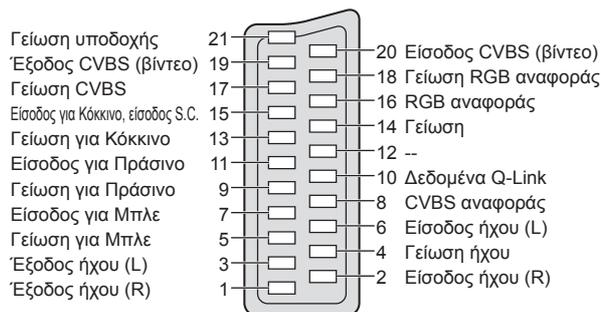 Γείωση υποδοχής 21
Έξοδος CVBS (βίντεο) 19
Γείωση CVBS 17
Είσοδος για Κόκκινο, είσοδος S.C. 15
Γείωση για Κόκκινο 13
Είσοδος για Πράσινο 11
Γείωση για Πράσινο 9
Είσοδος για Μπλε 7
Γείωση για Μπλε 5
Έξοδος ήχου (L) 3
Έξοδος ήχου (R) 1
20 Είσοδος CVBS (βίντεο)
18 Γείωση RGB αναφοράς
16 RGB αναφοράς
14 Γείωση
12 --
10 Δεδομένα Q-Link
8 CVBS αναφοράς
6 Είσοδος ήχου (L)
4 Γείωση ήχου
2 Είσοδος ήχου (R)